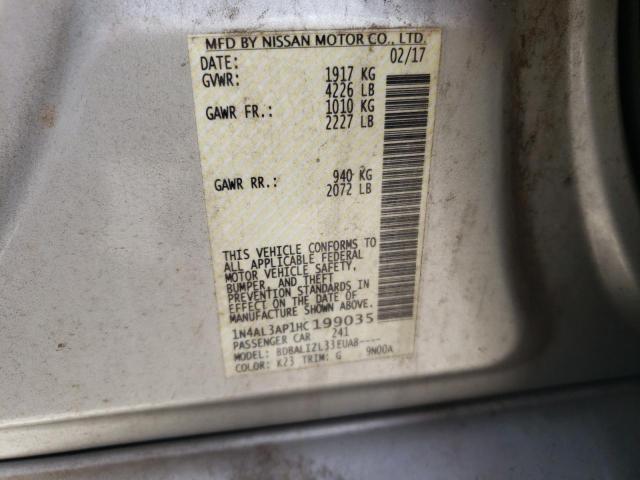 MFD BY NISSAN MOTOR CO., LTD.
DATE: 02/17
GVWR: 1917 KG
4226 LB
GAWR FR.: 1010 KG
2227 LB
GAWR RR.: 940 KG
2072 LB
THIS VEHICLE CONFORMS TO
ALL APPLICABLE FEDERAL
MOTOR VEHICLE SAFETY,
BUMPER, AND THEFT
PREVENTION STANDARDS IN
EFFECT ON THE DATE OF
MANUFACTURE SHOWN ABOVE.
1N4AL3AP1HC199035
PASSENGER CAR 241
MODEL: BDBALIZL33EUA8----
COLOR: K23 TRIM: G 9N00A